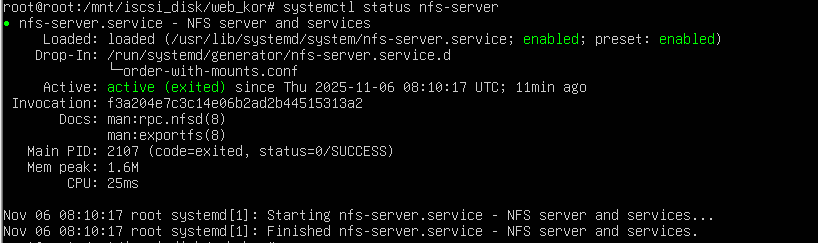 root@root:/mnt/iscsi_disk/web_kor# systemctl status nfs-server
● nfs-server.service - NFS server and services
Loaded: loaded (/usr/lib/systemd/system/nfs-server.service; enabled; preset: enabled)
Drop-In: /run/systemd/generator/nfs-server.service.d
└─order-with-mounts.conf
Active: active (exited) since Thu 2025-11-06 08:10:17 UTC; 11min ago
Invocation: f3a204e7c3c14e06b2ad2b44515313a2
Docs: man:rpc.nfsd(8)
man:exportfs(8)
Main PID: 2107 (code=exited, status=0/SUCCESS)
Mem peak: 1.6M
CPU: 25ms
Nov 06 08:10:17 root systemd[1]: Starting nfs-server.service - NFS server and services...
Nov 06 08:10:17 root systemd[1]: Finished nfs-server.service - NFS server and services.